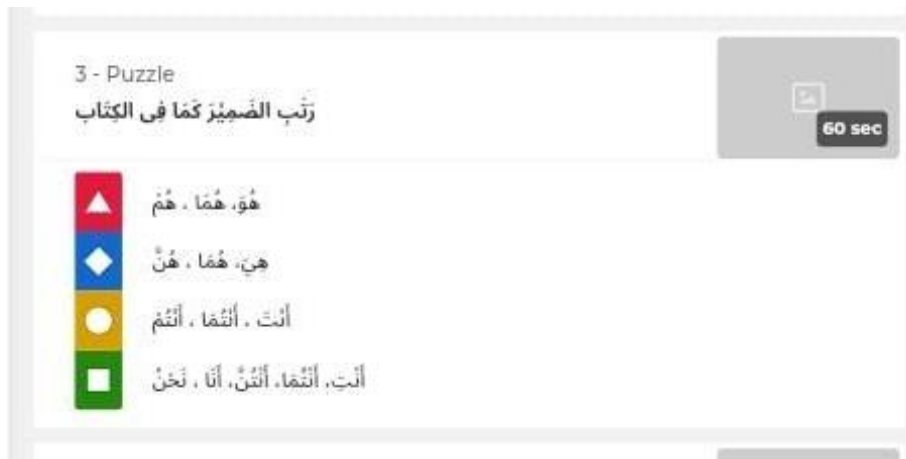 3 - Puzzle
رَتِّبِ الضَمِيْرَ كَمَا فِى الكِتَابِ
60 sec
هُوَ، هُمَا ، هُمْ
هِيَ، هُمَا ، هُنَّ
أَنْتَ ، أَنْتُمَا ، أَنْتُمْ
أَنْتِ، أَنْتُمَا، أَنْتُنَّ، أَنَا ، نَحْنُ